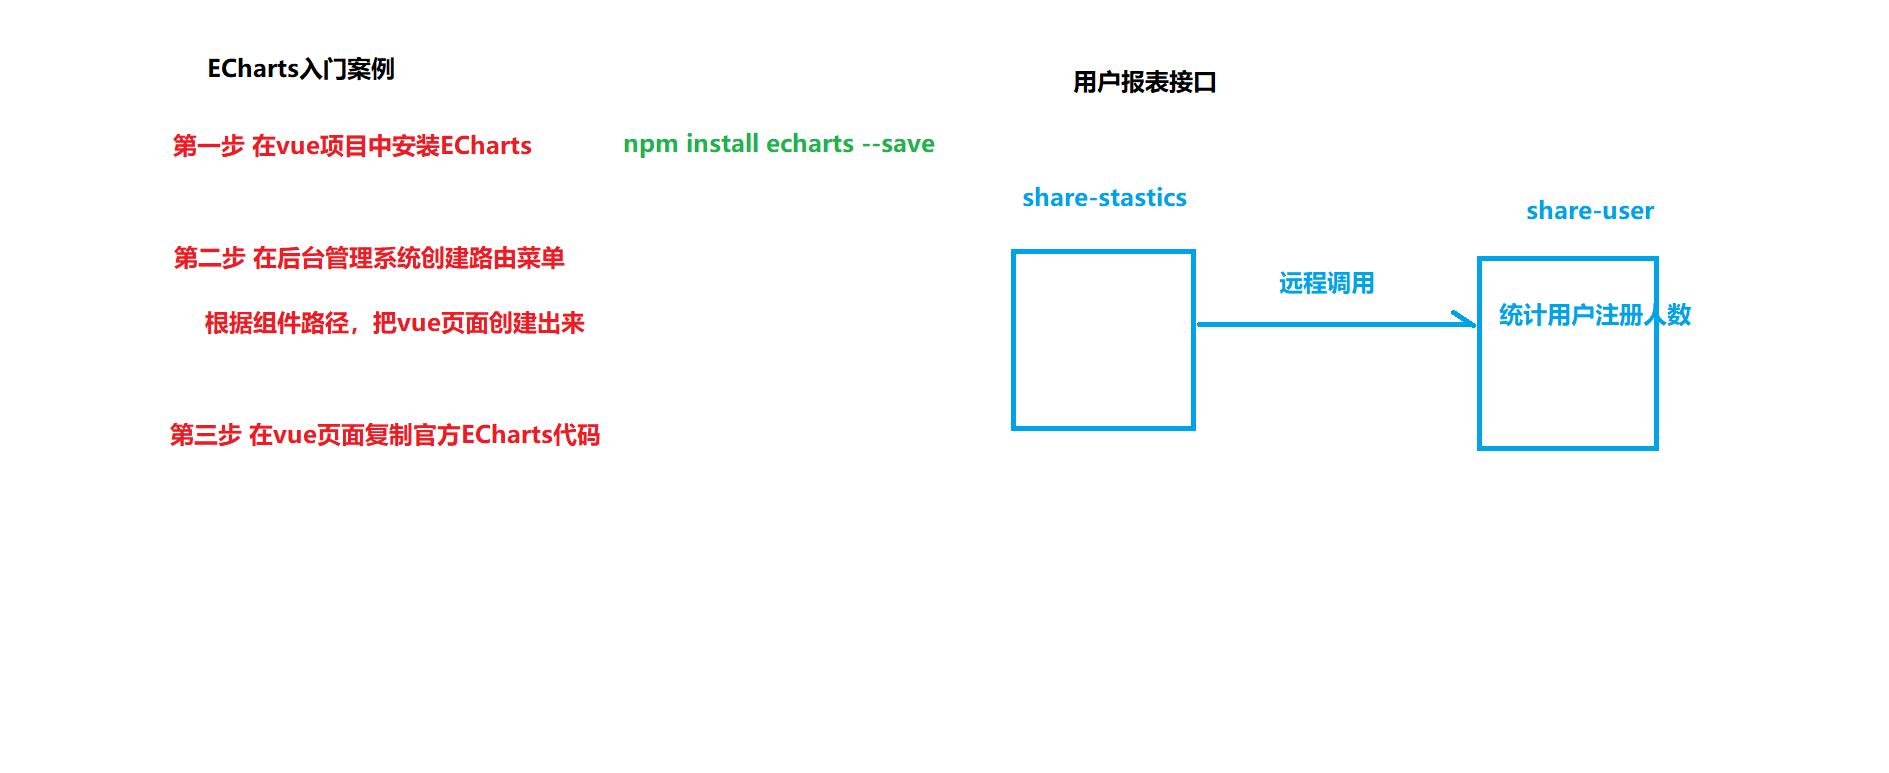 ECharts入门案例
第一步 在vue项目中安装ECharts
npm install echarts --save
第二步 在后台管理系统创建路由菜单
根据组件路径，把vue页面创建出来
第三步 在vue页面复制官方ECharts代码
用户报表接口
share-stastics
share-user
远程调用
统计用户注册人数